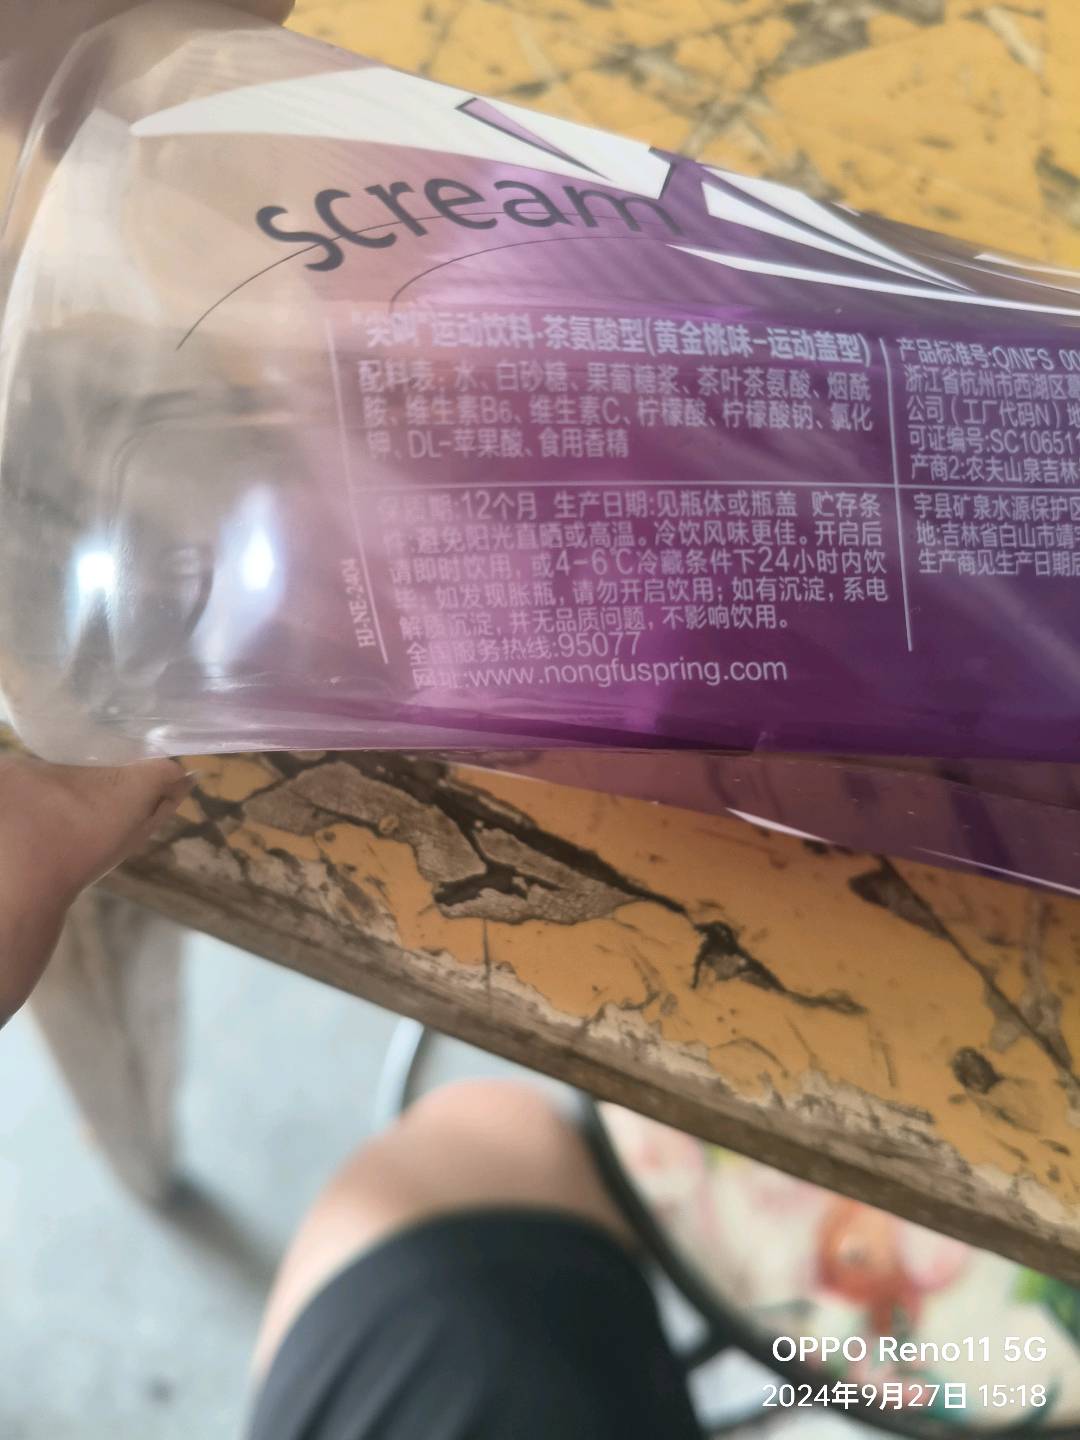 scream
"尖叫"运动饮料·茶氨酸型(黄金桃味-运动盖型)
配料表:水、白砂糖、果葡糖浆、茶叶茶氨酸、烟酰
胺、维生素B₆、维生素C、柠檬酸、柠檬酸钠、氯化
钾、DL-苹果酸、食用香精
保质期:12个月 生产日期:见瓶体或瓶盖 贮存条
件:避免阳光直晒或高温。冷饮风味更佳。开启后
请即时饮用,或4-6℃冷藏条件下24小时内饮
毕,如发现胀瓶,请勿开启饮用;如有沉淀,系电
解质沉淀,并无品质问题,不影响饮用。
全国服务热线:95077
网址:www.nongfuspring.com
产品标准号:Q/NFS 00
浙江省杭州市西湖区葛
公司(工厂代码N)地
可证编号:SC10651
产商2:农夫山泉吉林
宇县矿泉水源保护区
地:吉林省白山市靖宇
生产商见生产日期后
OPPO Reno11 5G
2024年9月27日 15:18